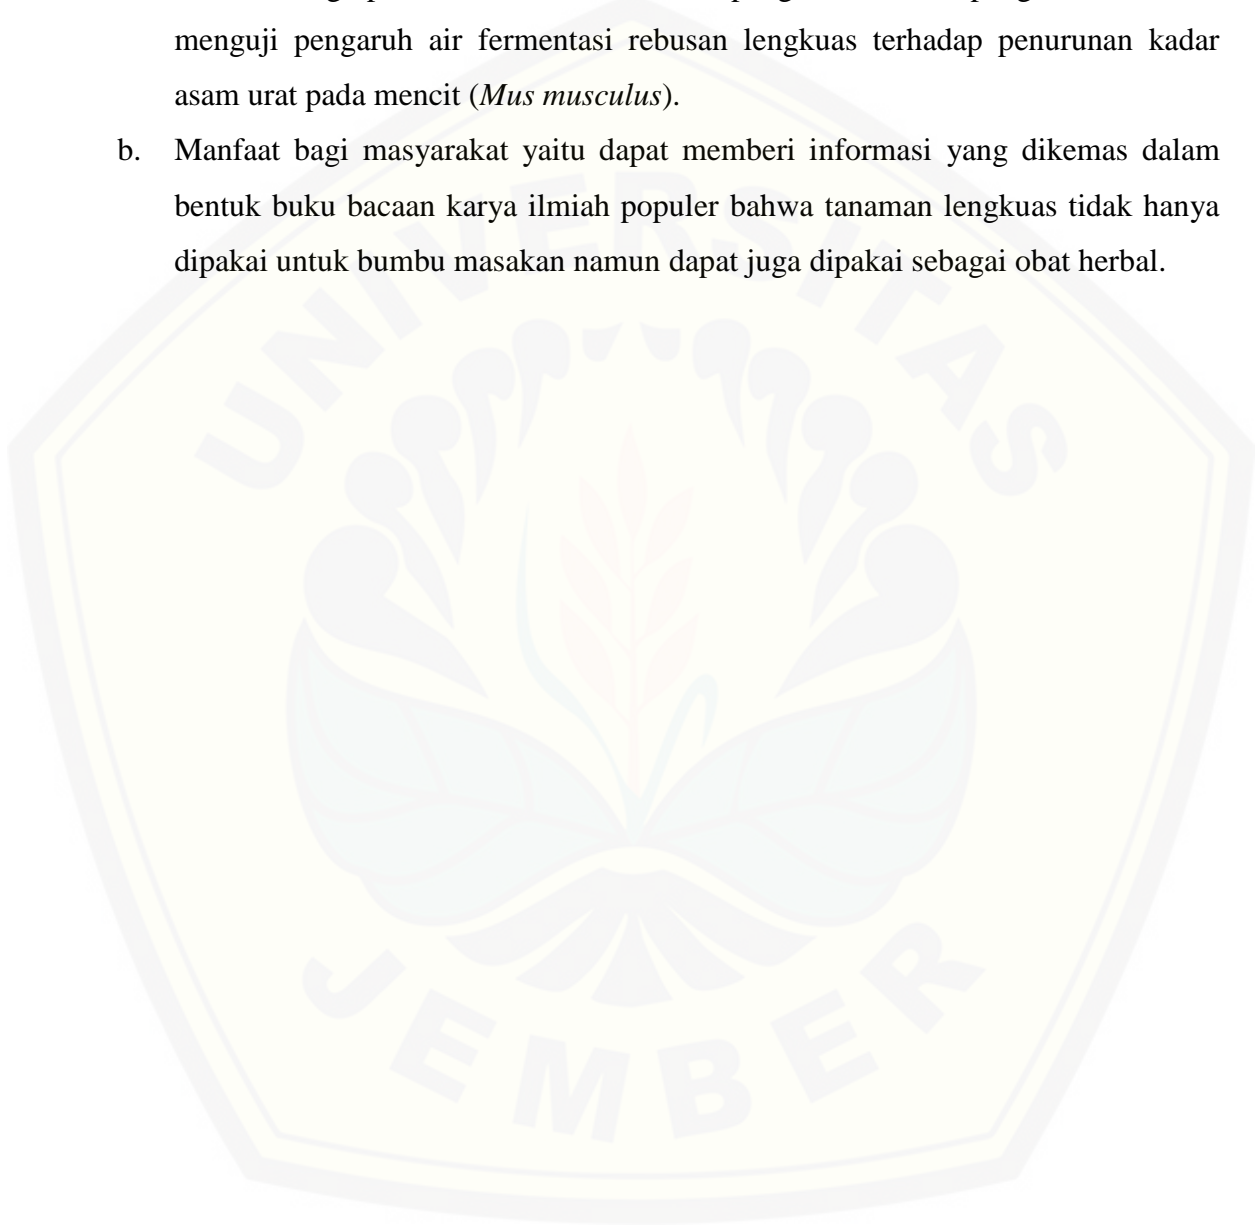 menguji pengaruh air fermentasi rebusan lengkuas terhadap penurunan kadar
asam urat pada mencit (Mus musculus).
b. Manfaat bagi masyarakat yaitu dapat memberi informasi yang dikemas dalam
bentuk buku bacaan karya ilmiah populer bahwa tanaman lengkuas tidak hanya
dipakai untuk bumbu masakan namun dapat juga dipakai sebagai obat herbal.
UNIVERSITAS
JEMBER